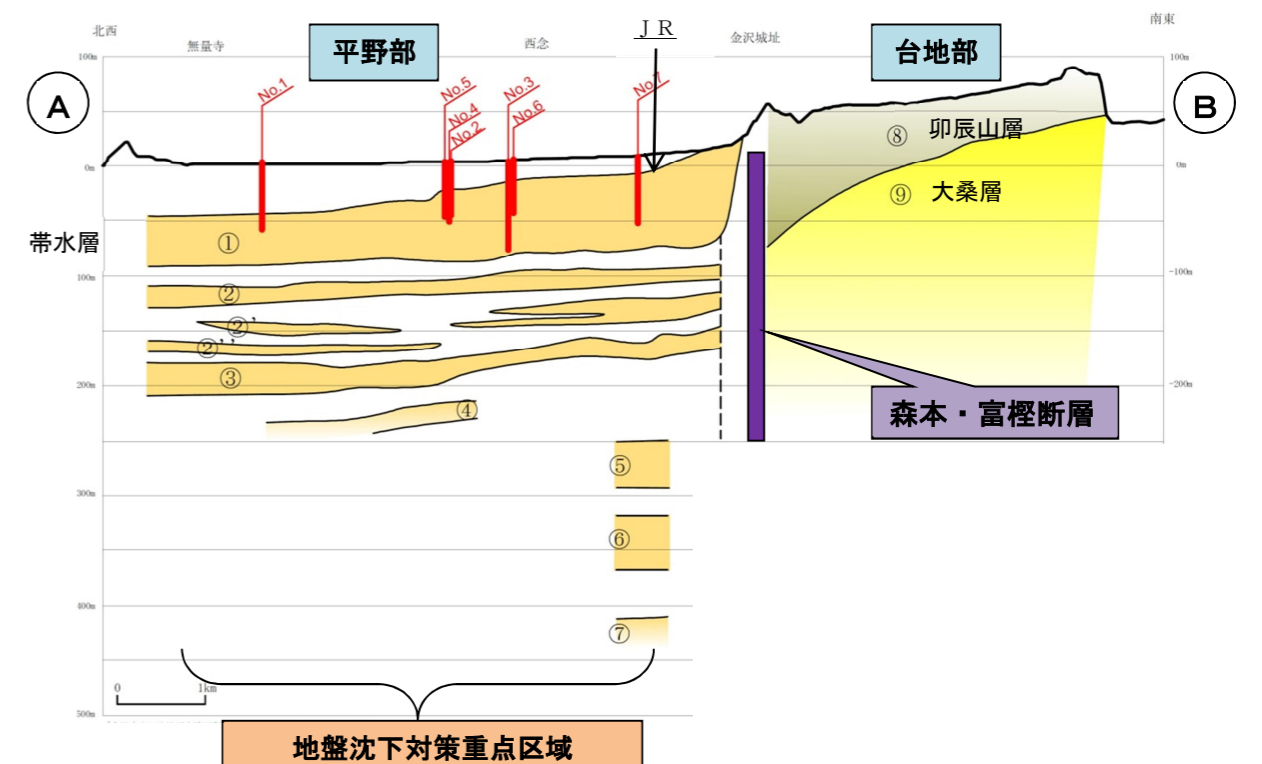 北西
無量寺
平野部
西念
ＪＲ
金沢城址
台地部
南東
100m
100m
A
B
No.1
No.5
No.4
No.2
No.3
No.6
No.7
⑧
卯辰山層
0m
0m
⑨
大桑層
帯水層
①
100m
-100m
②
②'
②''
③
200m
-200m
④
森本・富樫断層
⑤
300m
⑥
400m
⑦
0
1km
500m
地盤沈下対策重点区域